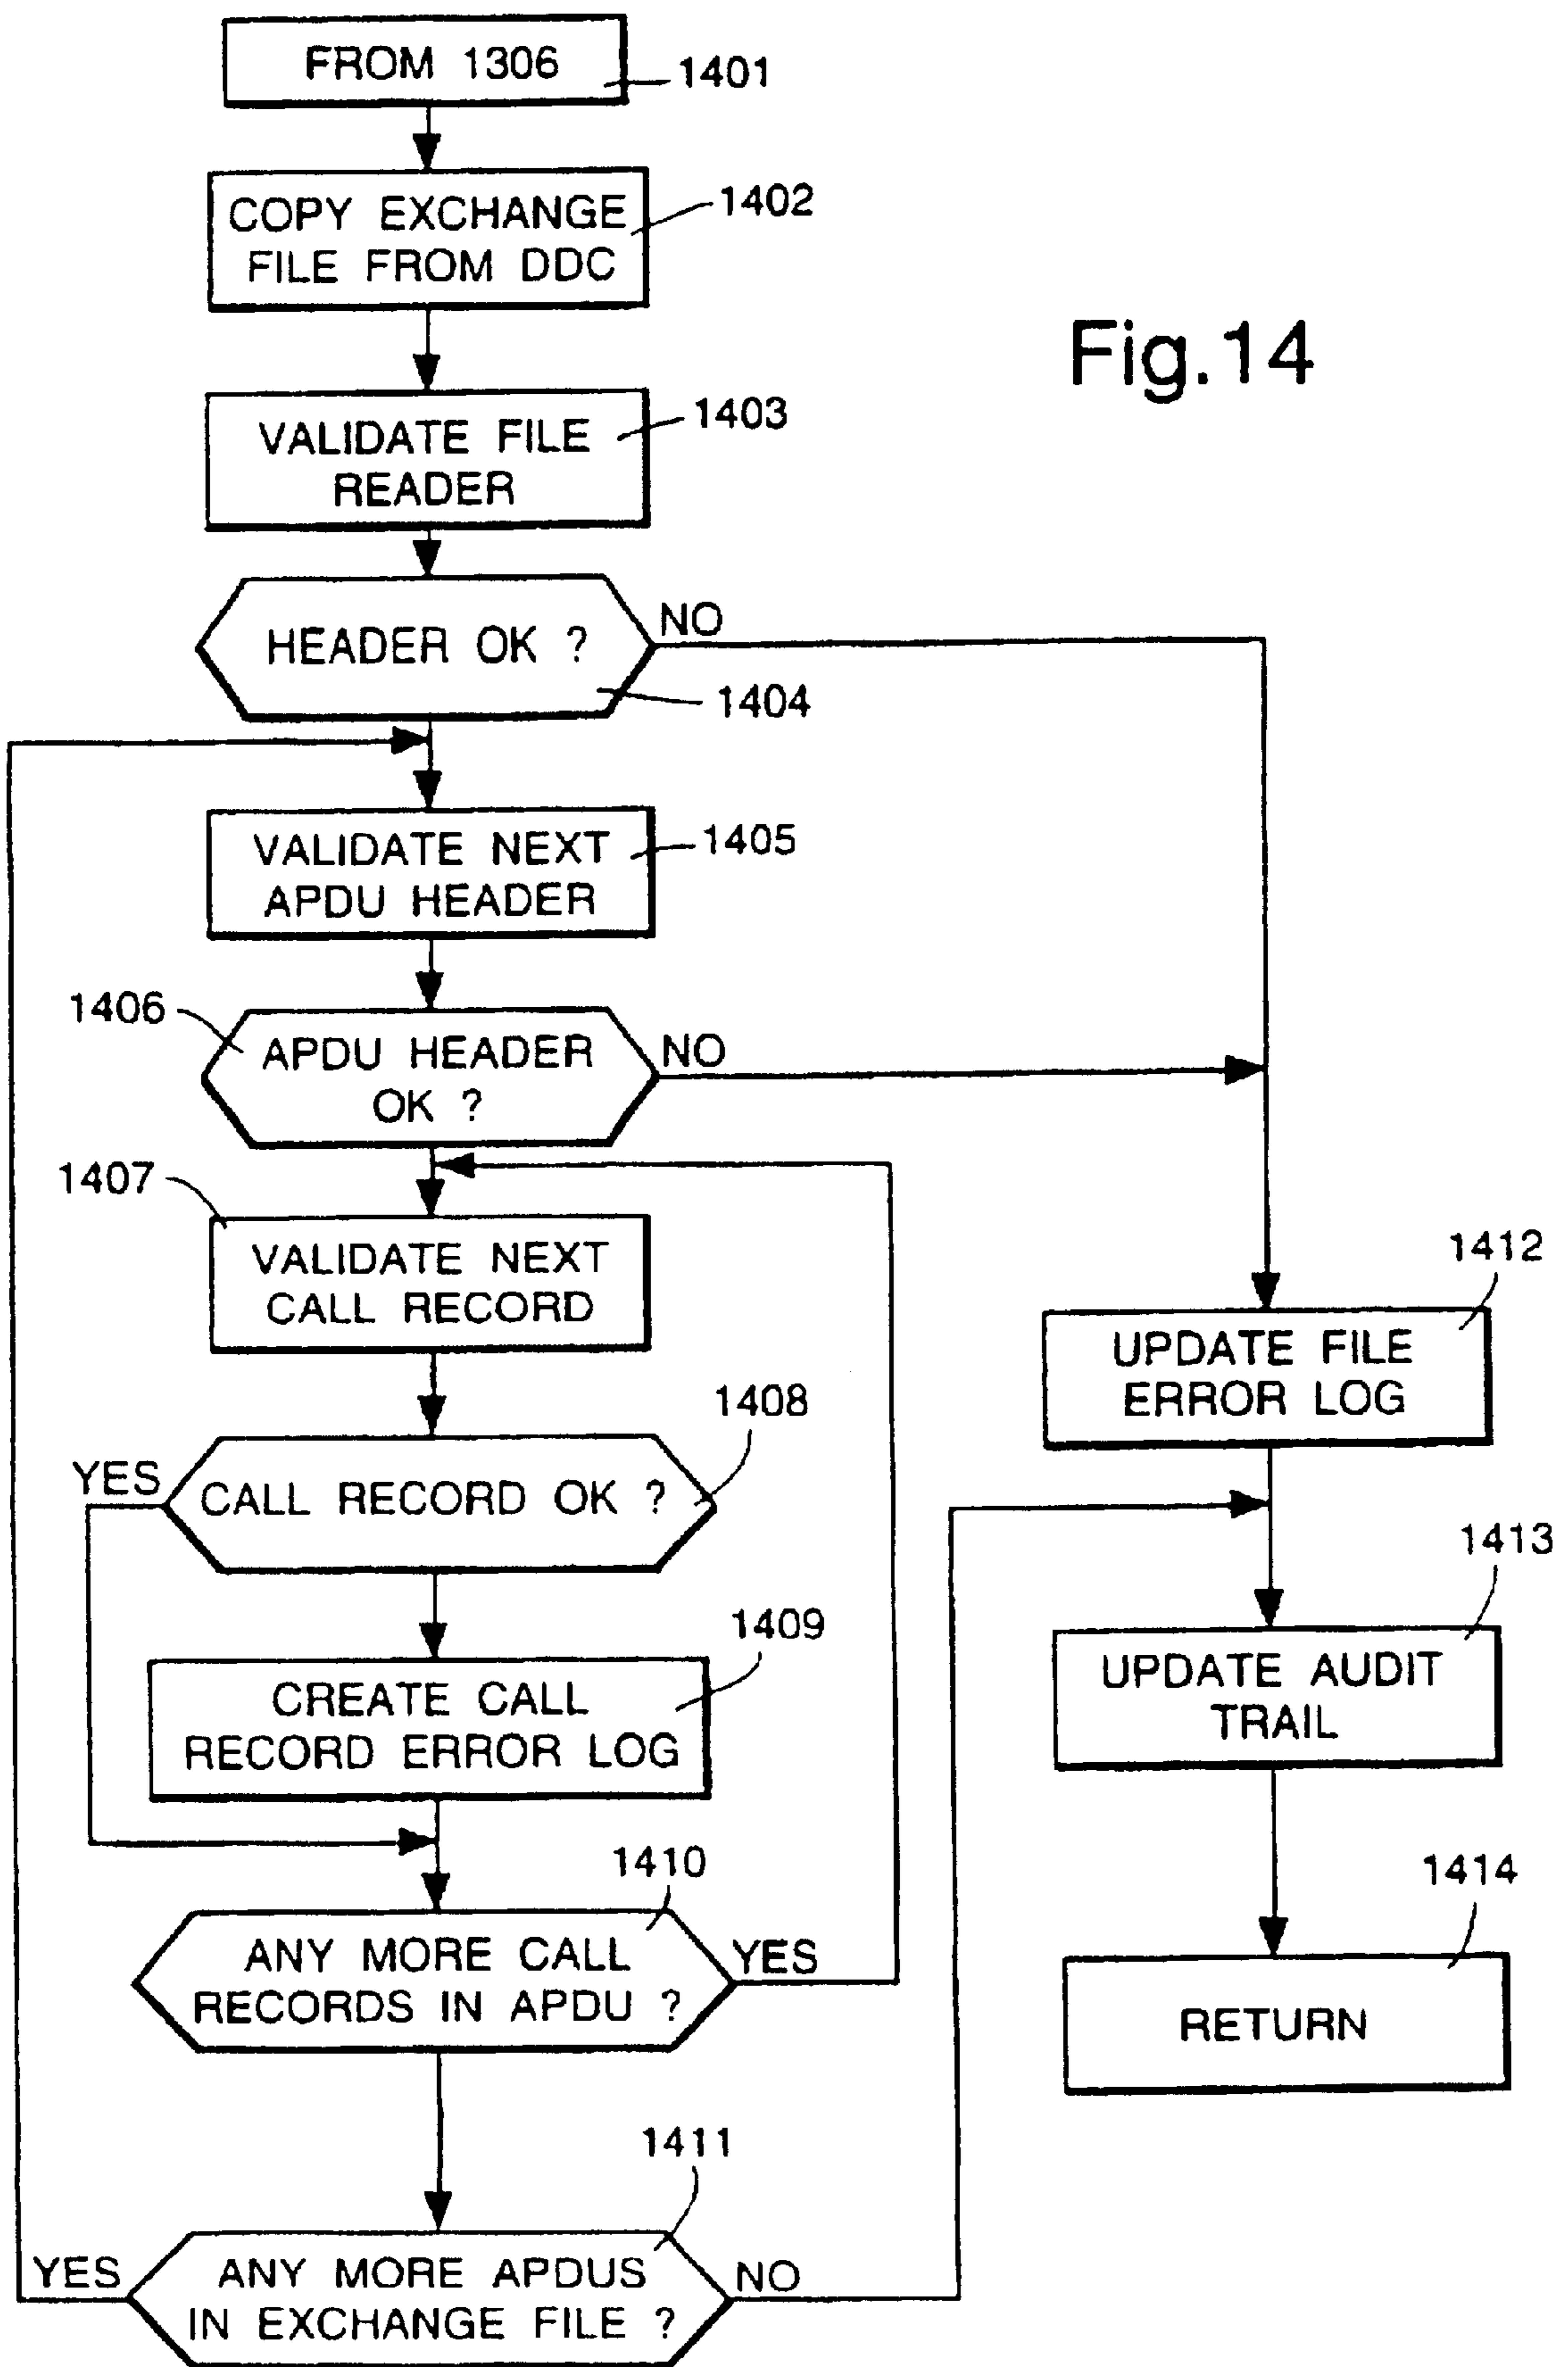 FROM 1306
1401
COPY EXCHANGE
FILE FROM DDC
1402
Fig.14
VALIDATE FILE
READER
1403
HEADER OK ?
NO
1404
VALIDATE NEXT
APDU HEADER
1405
1406
APDU HEADER
OK ?
NO
1407
VALIDATE NEXT
CALL RECORD
1408
YES
CALL RECORD OK ?
1409
CREATE CALL
RECORD ERROR LOG
1410
ANY MORE CALL
RECORDS IN APDU ?
YES
1411
YES
ANY MORE APDUS
IN EXCHANGE FILE ?
NO
1412
UPDATE FILE
ERROR LOG
1413
UPDATE AUDIT
TRAIL
1414
RETURN